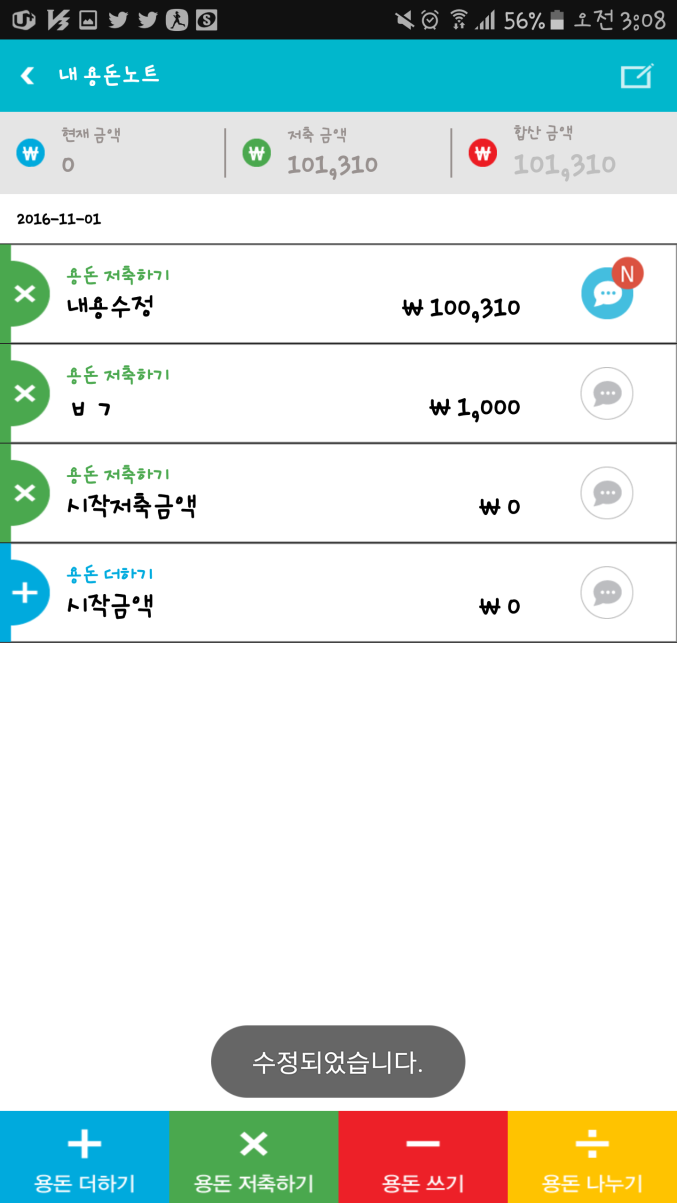 56% 오전 3:08
내 용돈노트
현재 금액
0
저축 금액
101,310
합산 금액
101,310
2016-11-01
용돈 저축하기
내용수정
₩ 100,310
N
용돈 저축하기
ㅂ ㄱ
₩ 1,000
용돈 저축하기
시작저축금액
₩ 0
용돈 더하기
시작금액
₩ 0
수정되었습니다.
용돈 더하기
용돈 저축하기
용돈 쓰기
용돈 나누기